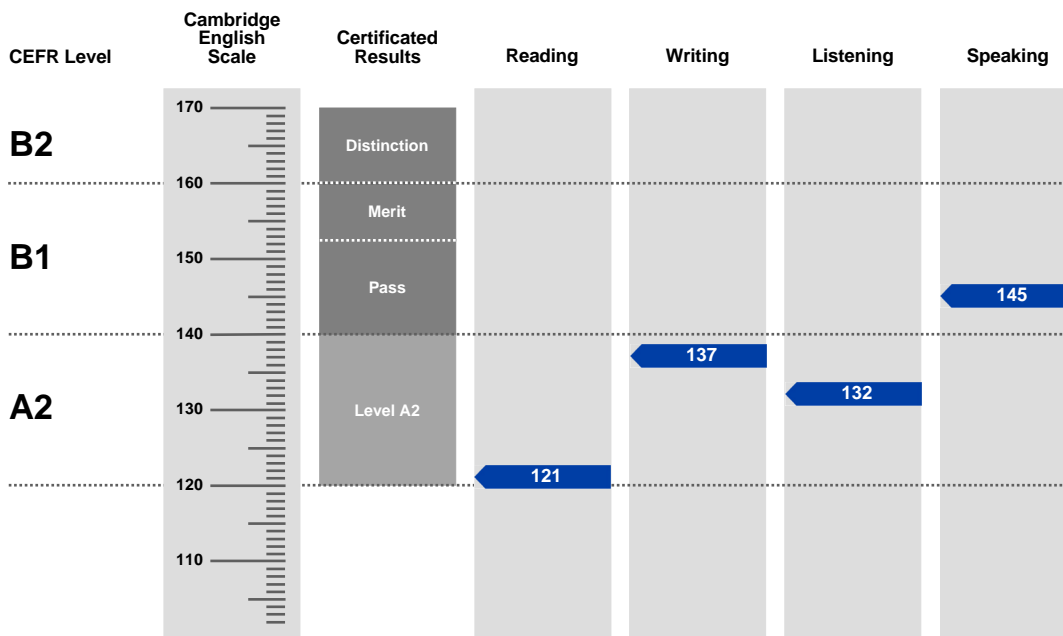 CEFR Level
Cambridge
English
Scale
Certificated
Results
Reading
Writing
Listening
Speaking
170
B2
Distinction
160
Merit
B1
150
Pass
145
140
137
A2
130
Level A2
132
120
121
110